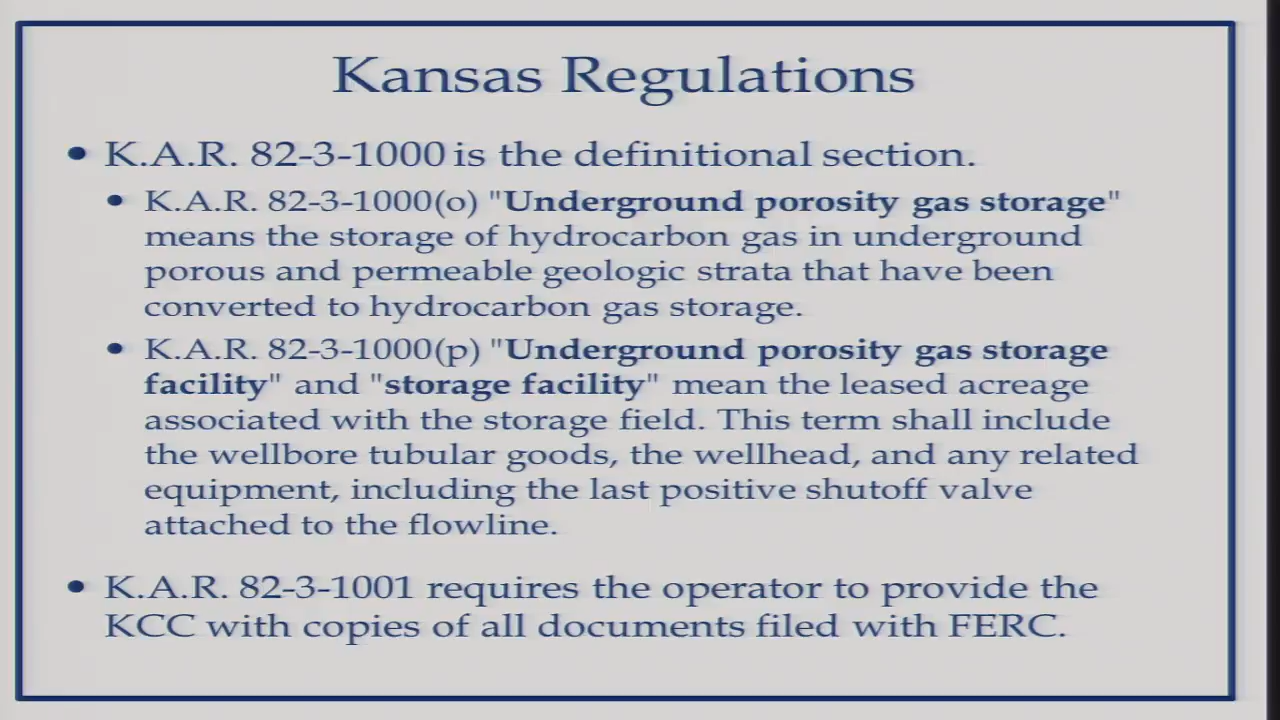 Kansas Regulations
• K.A.R. 82-3-1000 is the definitional section.
• K.A.R. 82-3-1000(o) "Underground porosity gas storage"
means the storage of hydrocarbon gas in underground
porous and permeable geologic strata that have been
converted to hydrocarbon gas storage.
• K.A.R. 82-3-1000(p) "Underground porosity gas storage
facility" and "storage facility" mean the leased acreage
associated with the storage field. This term shall include
the wellbore tubular goods, the wellhead, and any related
equipment, including the last positive shutoff valve
attached to the flowline.
• K.A.R. 82-3-1001 requires the operator to provide the
KCC with copies of all documents filed with FERC.